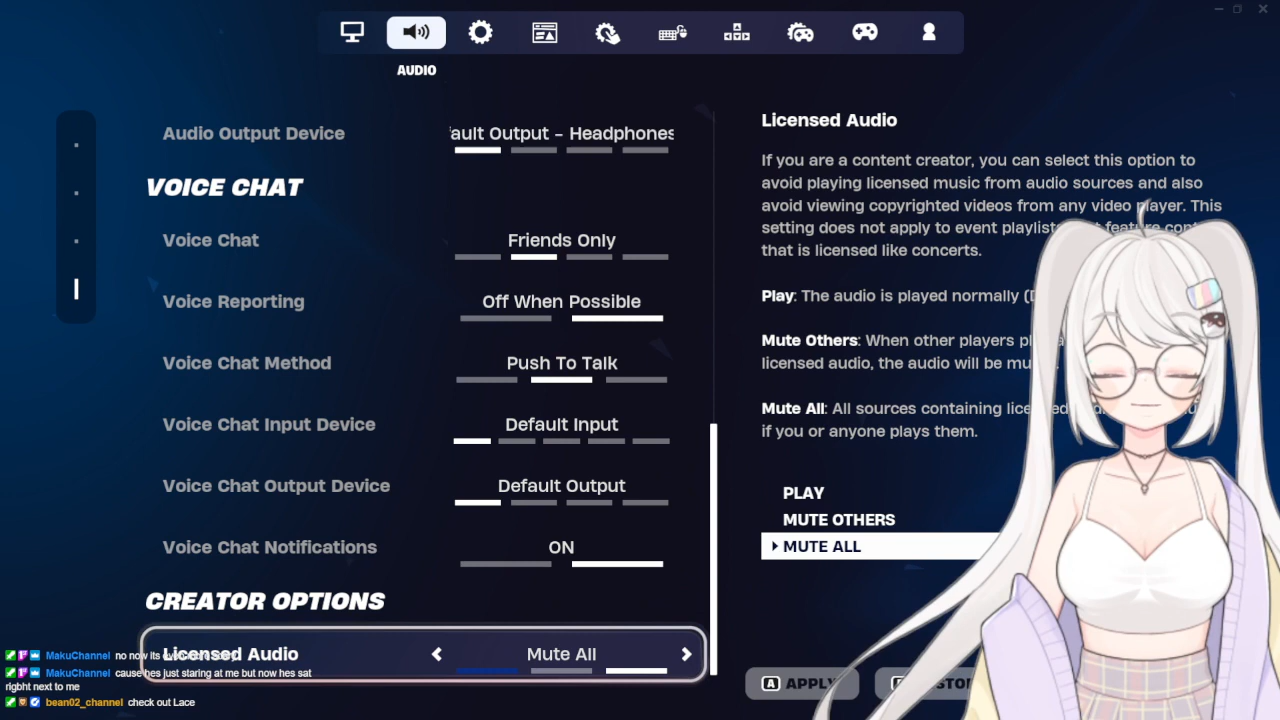 AUDIO
Audio Output Device
ault Output - Headphones
VOICE CHAT
Voice Chat
Friends Only
Voice Reporting
Off When Possible
Voice Chat Method
Push To Talk
Voice Chat Input Device
Default Input
Voice Chat Output Device
Default Output
Voice Chat Notifications
ON
CREATOR OPTIONS
Licensed Audio
Mute All
Licensed Audio
If you are a content creator, you can select this option to
avoid playing licensed music from audio sources and also
avoid viewing copyrighted videos from any video player. This
setting does not apply to event playlists feature
that is licensed like concerts.
Play: The audio is played normally
Mute Others: When other players
licensed audio, the audio will be
Mute All: All sources containing
if you or anyone plays them.
PLAY
MUTE OTHERS
MUTE ALL
A APPLY
MakuChannel no now its
MakuChannel cause hes just staring at me but now hes sat
rigbht next to me
bean02_channel check out Lace